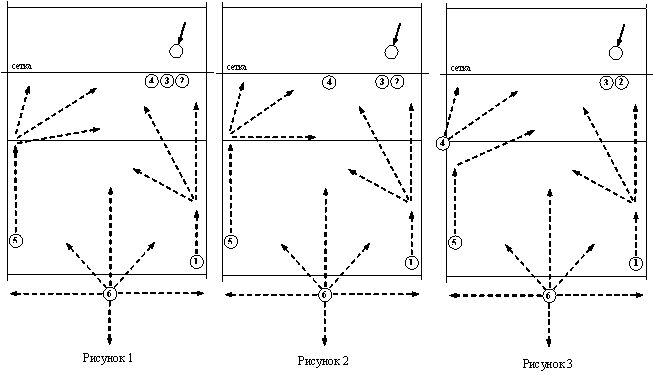 сетка сетка сетка
4 3 2 4 3 2 3 2
4
5 5 5
1 1 1
6 6 6
Рисунок 1 Рисунок 2 Рисунок 3